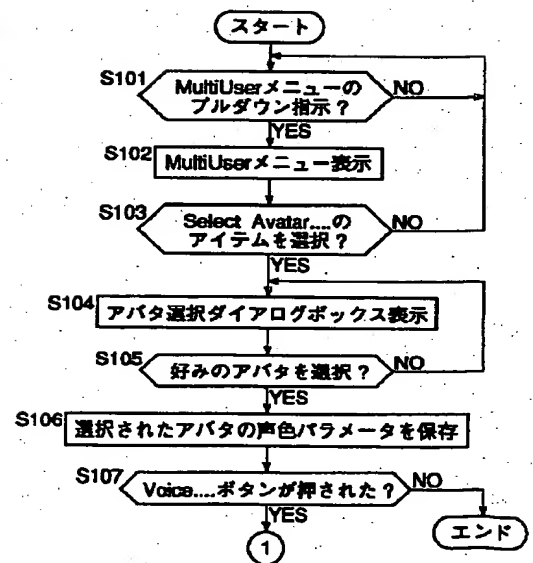 スタート
S101
MultiUserメニューの
プルダウン指示？
NO
YES
S102
MultiUserメニュー表示
S103
Select Avatar....の
アイテムを選択？
NO
YES
S104
アバタ選択ダイアログボックス表示
S105
好みのアバタを選択？
NO
YES
S106
選択されたアバタの声色パラメータを保存
S107
Voice....ボタンが押された？
NO
YES
エンド
1